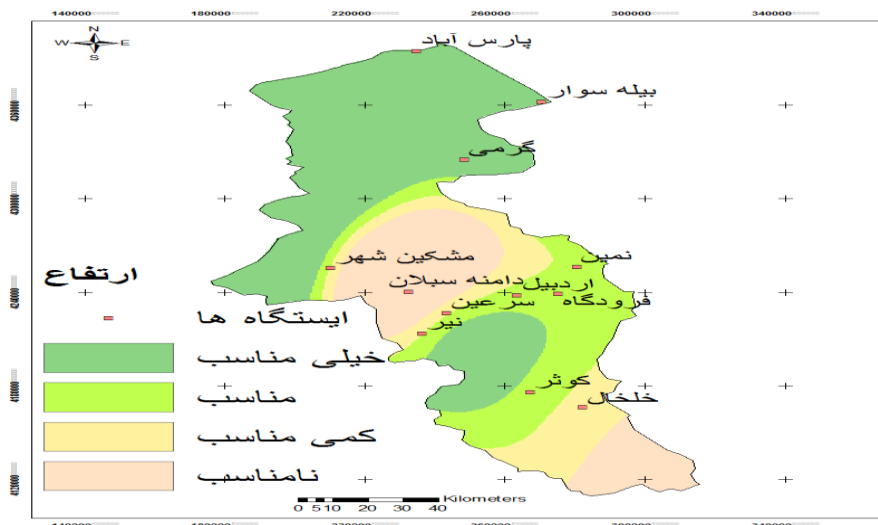 140000 180000 220000 260000 300000 340000
N
W E
S
پارس آباد
بیله سوار
گرمی
مشکین شهر
نمین
دامنه سبلان
اردبیل
فرودگاه
سرعین
نیر
کوثر
خلخال
ارتفاع
ایستگاه ها
خیلی مناسب
مناسب
کمی مناسب
نامناسب
Kilometers
0 5 10 20 30 40